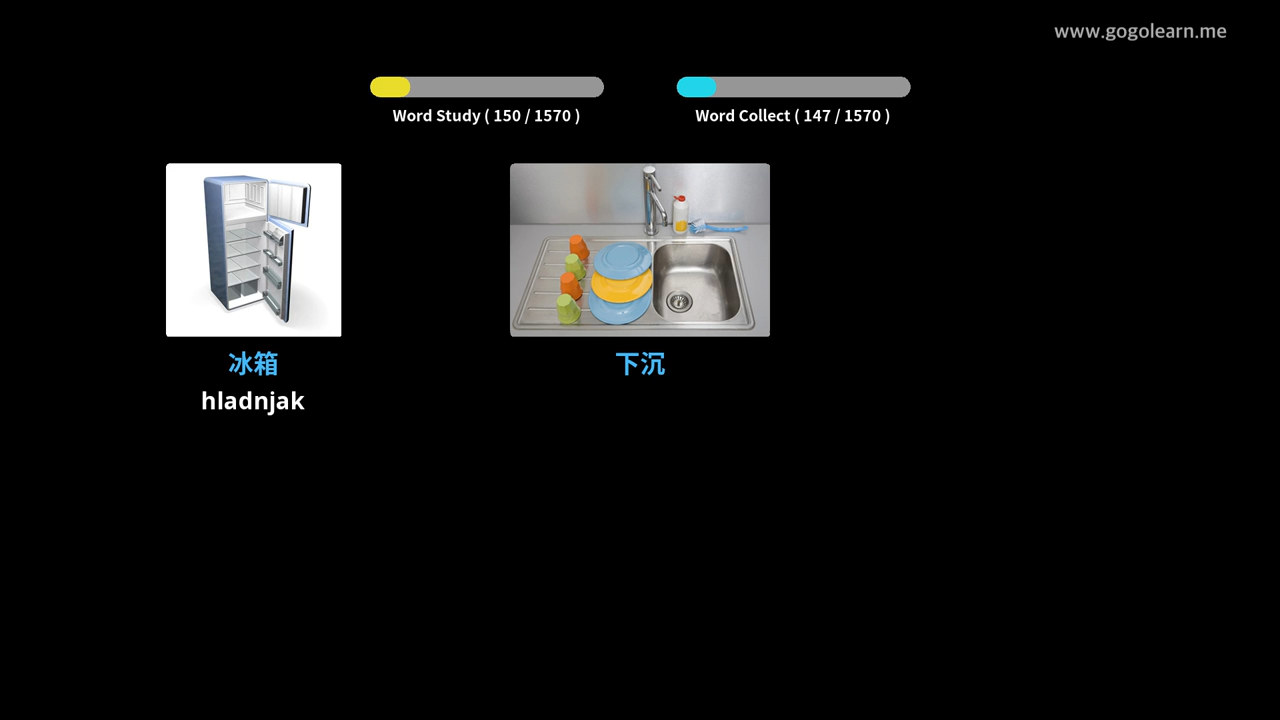 www.gogolearn.me
Word Study ( 150 / 1570 )
Word Collect ( 147 / 1570 )
冰箱
hladnjak
下沉